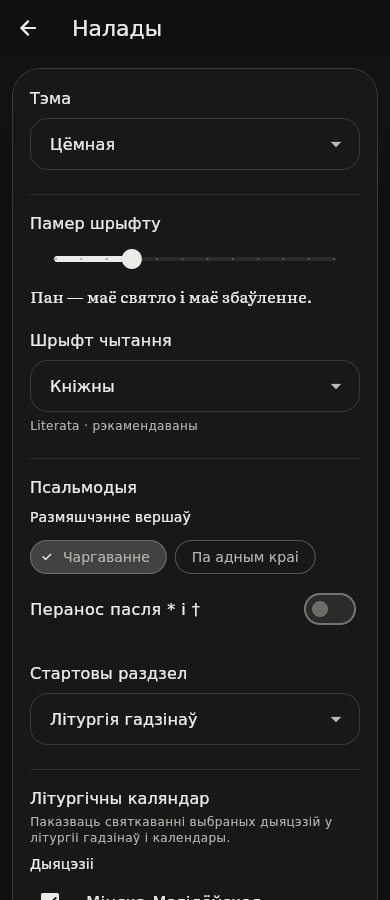 Налады
Тэма
Цёмная
Памер шрыфту
Пан — маё святло і маё збаўленне.
Шрыфт чытання
Кніжны
Literata · рэкамендаваны
Псальмодыя
Размяшчэнне вершаў
Чаргаванне
Па адным краі
Перанос пасля * і †
Стартовы раздзел
Літургія гадзінаў
Літургічны каляндар
Паказваць святкаванні выбраных дыяцэзій у
літургіі гадзінаў і календары.
Дыяцэзіі